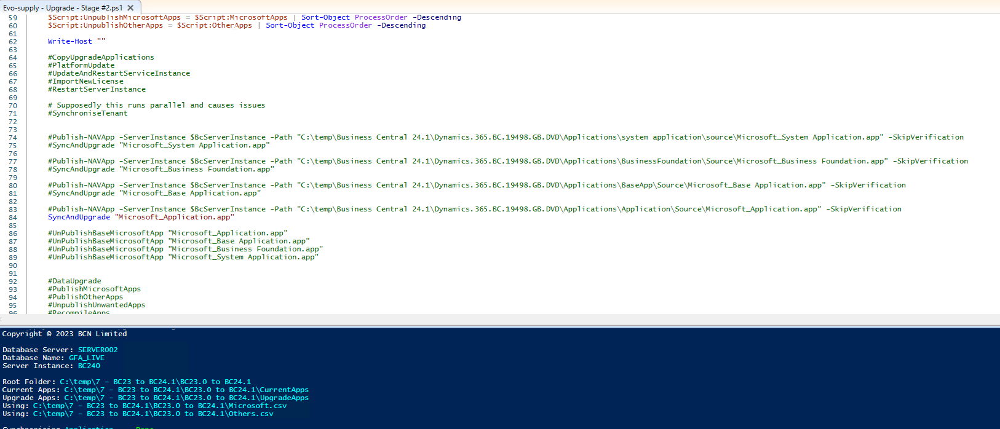 Evo-supply - Upgrade - Stage #2.ps1 X
59 $Script:UnpublishMicrosoftApps = $Script:MicrosoftApps | Sort-Object ProcessOrder -Descending
60 $Script:UnpublishOtherApps = $Script:OtherApps | Sort-Object ProcessOrder -Descending
61
62 Write-Host ""
63
64 #CopyUpgradeApplications
65 #PlatformUpdate
66 #UpdateAndRestartServiceInstance
67 #ImportNewLicense
68 #RestartServerInstance
69
70 # Supposedly this runs parallel and causes issues
71 #SynchroniseTenant
72
73
74 #Publish-NAVApp -ServerInstance $BcServerInstance -Path "C:\temp\Business Central 24.1\Dynamics.365.BC.19498.GB.DVD\Applications\system application\source\Microsoft_System Application.app" -SkipVerification
75 #SyncAndUpgrade "Microsoft_System Application.app"
76
77 #Publish-NAVApp -ServerInstance $BcServerInstance -Path "C:\temp\Business Central 24.1\Dynamics.365.BC.19498.GB.DVD\Applications\BusinessFoundation\Source\Microsoft_Business Foundation.app" -SkipVerification
78 #SyncAndUpgrade "Microsoft_Business Foundation.app"
79
80 #Publish-NAVApp -ServerInstance $BcServerInstance -Path "C:\temp\Business Central 24.1\Dynamics.365.BC.19498.GB.DVD\Applications\BaseApp\Source\Microsoft_Base Application.app" -SkipVerification
81 #SyncAndUpgrade "Microsoft_Base Application.app"
82
83 #Publish-NAVApp -ServerInstance $BcServerInstance -Path "C:\temp\Business Central 24.1\Dynamics.365.BC.19498.GB.DVD\Applications\Application\Source\Microsoft_Application.app" -SkipVerification
84 SyncAndUpgrade "Microsoft_Application.app"
85
86 #UnPublishBaseMicrosoftApp "Microsoft_Application.app"
87 #UnPublishBaseMicrosoftApp "Microsoft_Base Application.app"
88 #UnPublishBaseMicrosoftApp "Microsoft_Business Foundation.app"
89 #UnPublishBaseMicrosoftApp "Microsoft_System Application.app"
90
91
92 #DataUpgrade
93 #PublishMicrosoftApps
94 #PublishOtherApps
95 #UnpublishUnwantedApps
96 #RecompileApps
Copyright © 2023 BCN Limited
Database Server: SERVER002
Database Name: GFA_LIVE
Server Instance: BC240
Root Folder: C:\temp\7 - BC23 to BC24.1\BC23.0 to BC24.1
Current Apps: C:\temp\7 - BC23 to BC24.1\BC23.0 to BC24.1\CurrentApps
Upgrade Apps: C:\temp\7 - BC23 to BC24.1\BC23.0 to BC24.1\UpgradeApps
Using: C:\temp\7 - BC23 to BC24.1\BC23.0 to BC24.1\Microsoft.csv
Using: C:\temp\7 - BC23 to BC24.1\BC23.0 to BC24.1\Others.csv
Synchronising Application